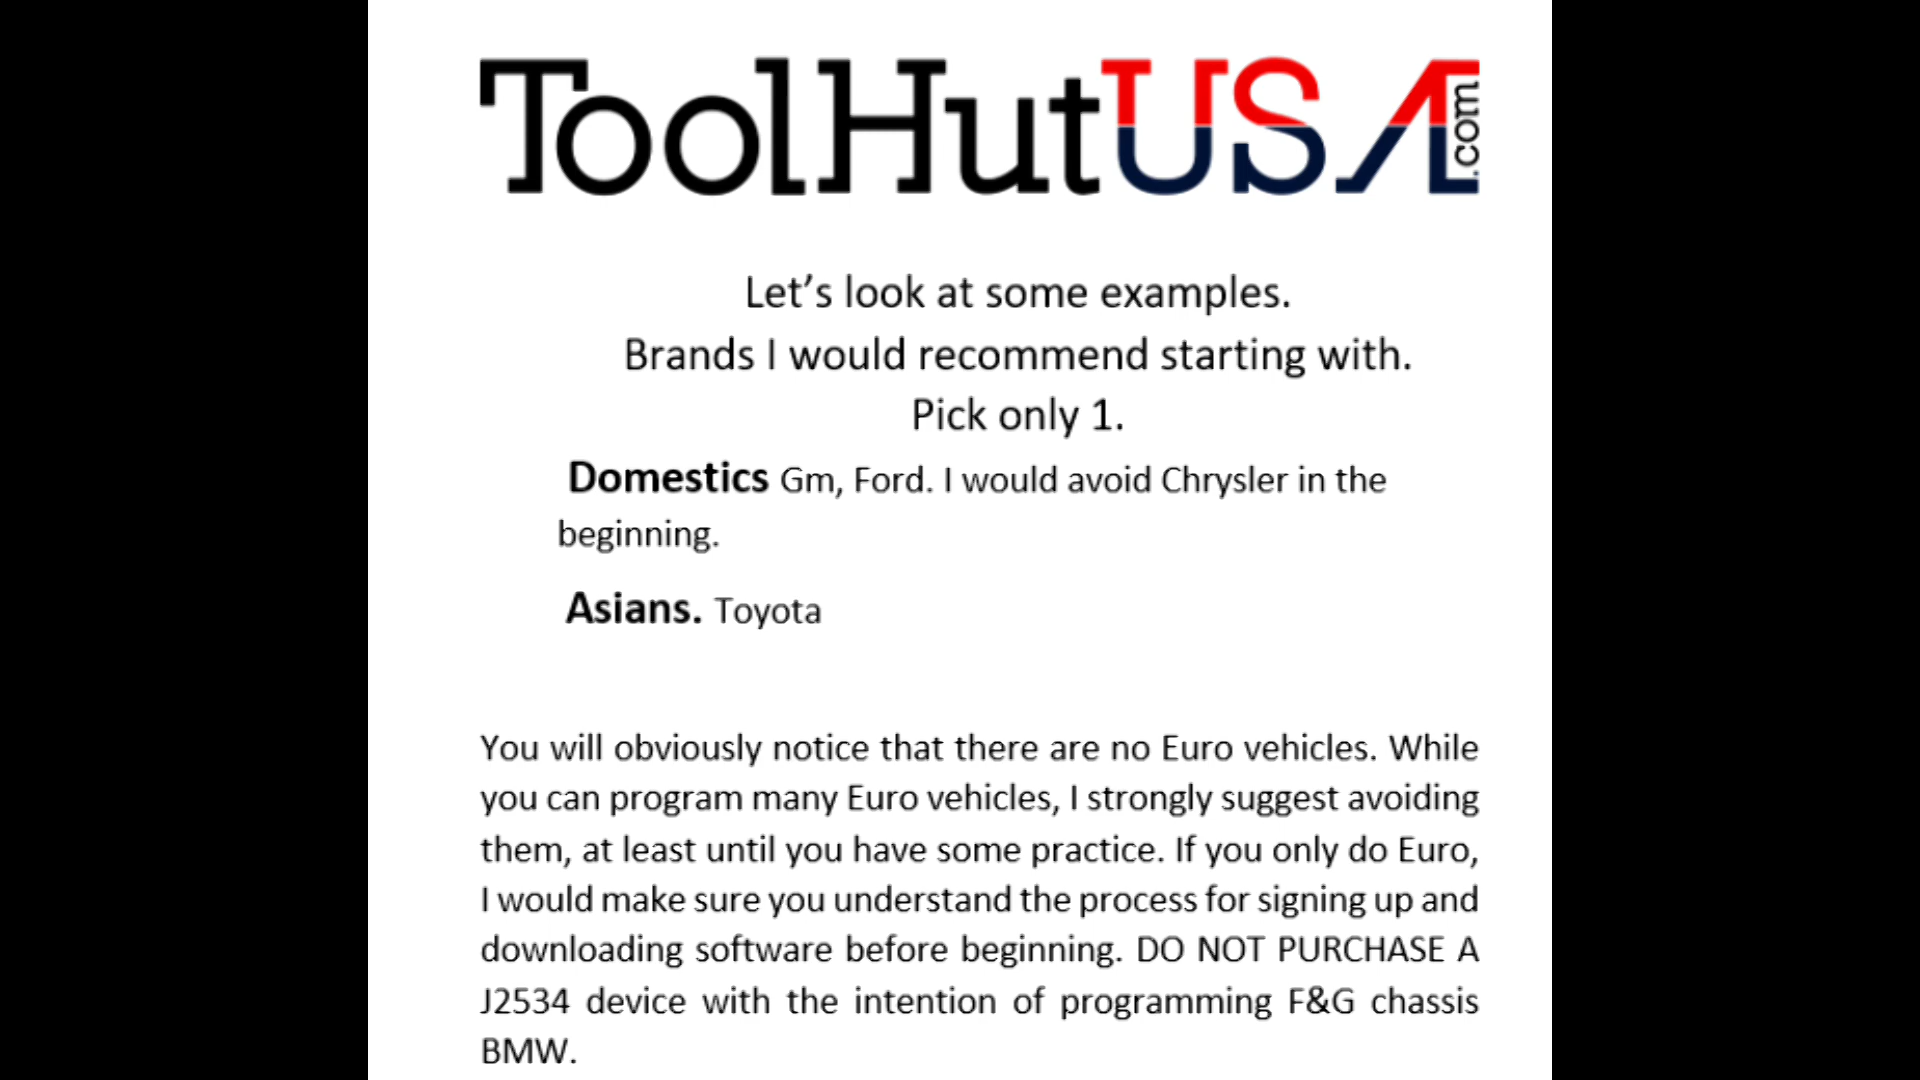 ToolHutUSA.com
Let’s look at some examples.
Brands I would recommend starting with.
Pick only 1.
Domestics Gm, Ford. I would avoid Chrysler in the
beginning.
Asians. Toyota
You will obviously notice that there are no Euro vehicles. While
you can program many Euro vehicles, I strongly suggest avoiding
them, at least until you have some practice. If you only do Euro,
I would make sure you understand the process for signing up and
downloading software before beginning. DO NOT PURCHASE A
J2534 device with the intention of programming F&G chassis
BMW.